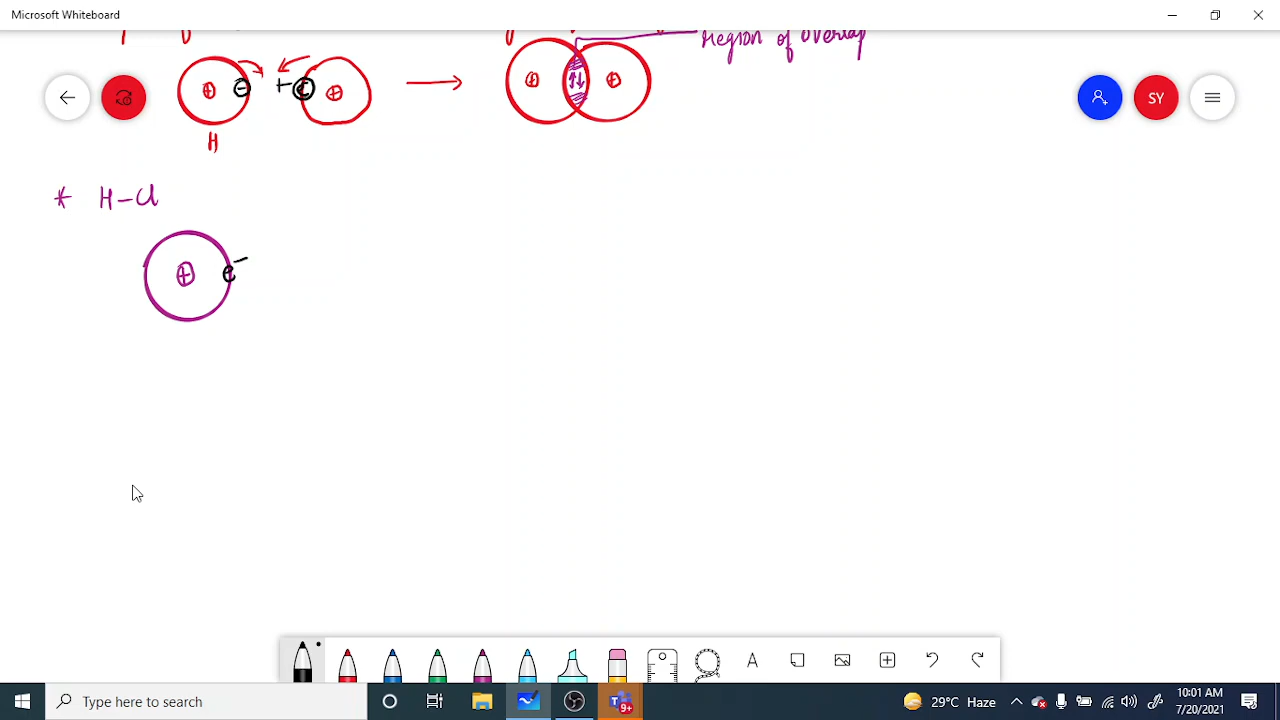 Microsoft Whiteboard
Region of overlap
H
* H-Cl
e-
SY
A
Type here to search
9+
29°C Haze
10:01 AM
7/20/2021